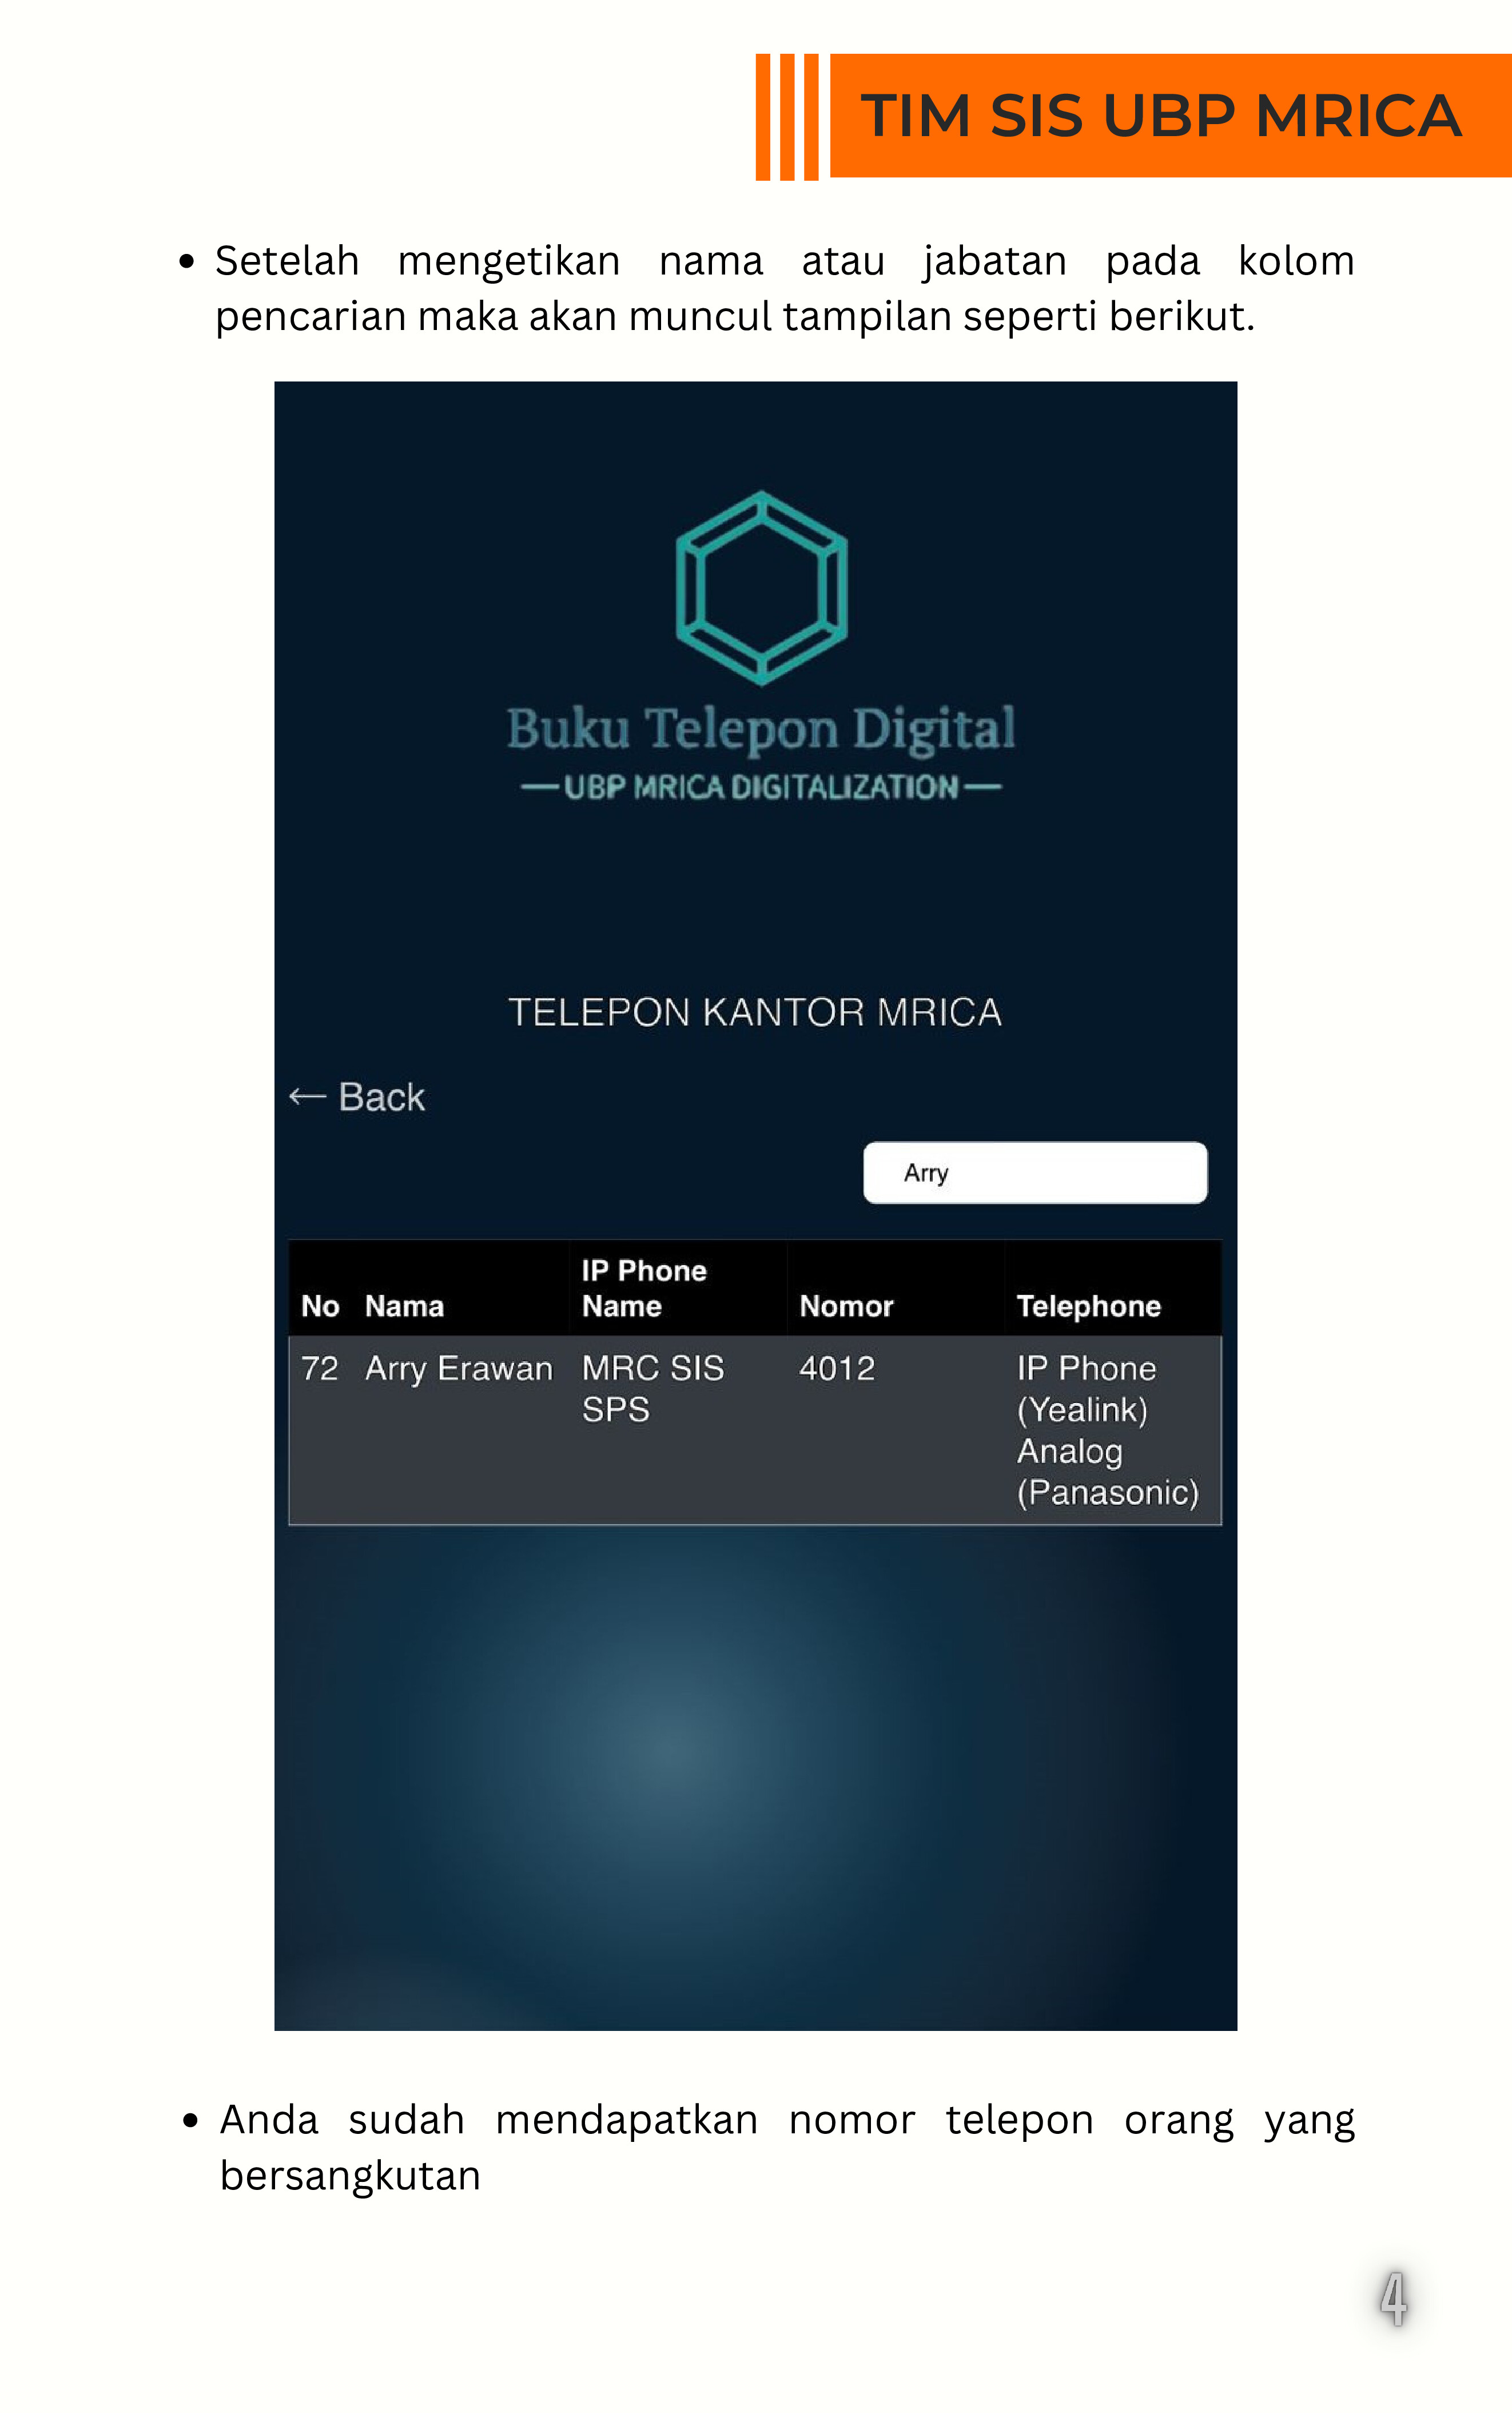 TIM SIS UBP MRICA
• Setelah mengetikan nama atau jabatan pada kolom
pencarian maka akan muncul tampilan seperti berikut.
Buku Telepon Digital
— UBP MRICA DIGITALIZATION —
TELEPON KANTOR MRICA
← Back
Arry
No Nama IP Phone Name Nomor Telephone
72 Arry Erawan MRC SIS SPS 4012 IP Phone (Yealink) Analog (Panasonic)
• Anda sudah mendapatkan nomor telepon orang yang
bersangkutan
4